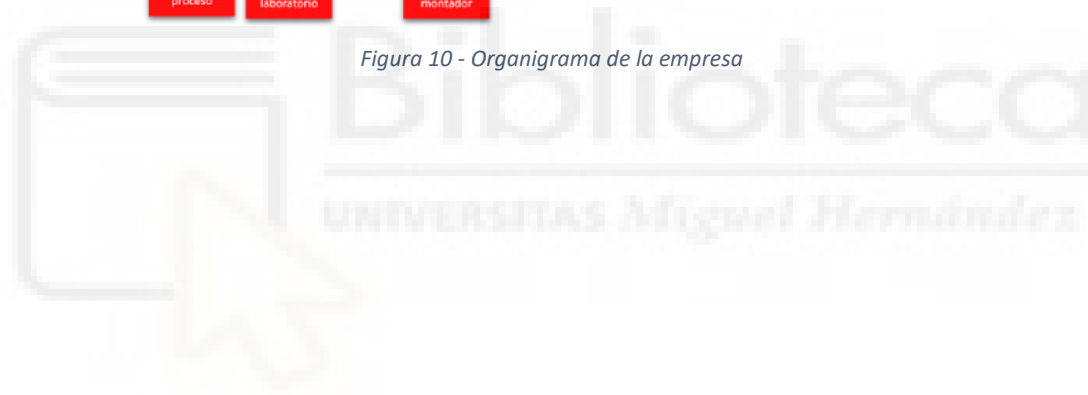 proceso laboratorio montador
Figura 10 - Organigrama de la empresa
Biblioteca
UNIVERSITAS Miguel Hernández